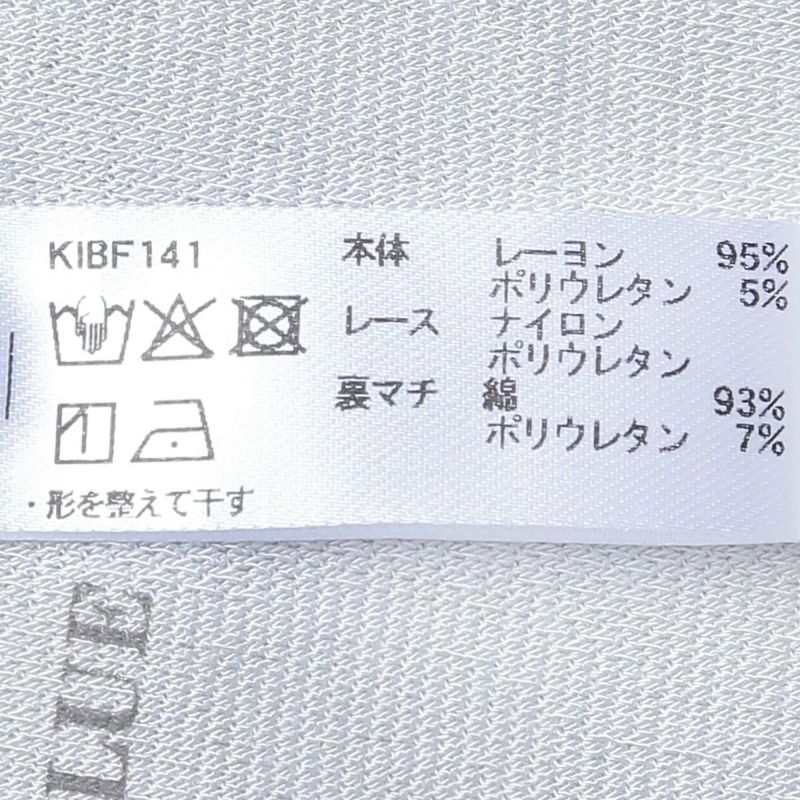 KIBF141
本体 レーヨン 95%
ポリウレタン 5%
レース ナイロン
ポリウレタン
裏マチ 綿 93%
ポリウレタン 7%
・形を整えて干す
LUE